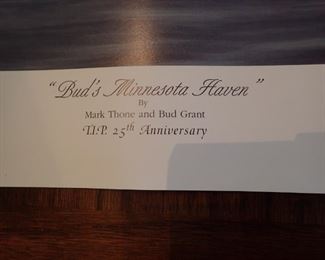 "Bud's Minnesota Haven"
By
Mark Thone and Bud Grant
T.I.P. 25th Anniversary